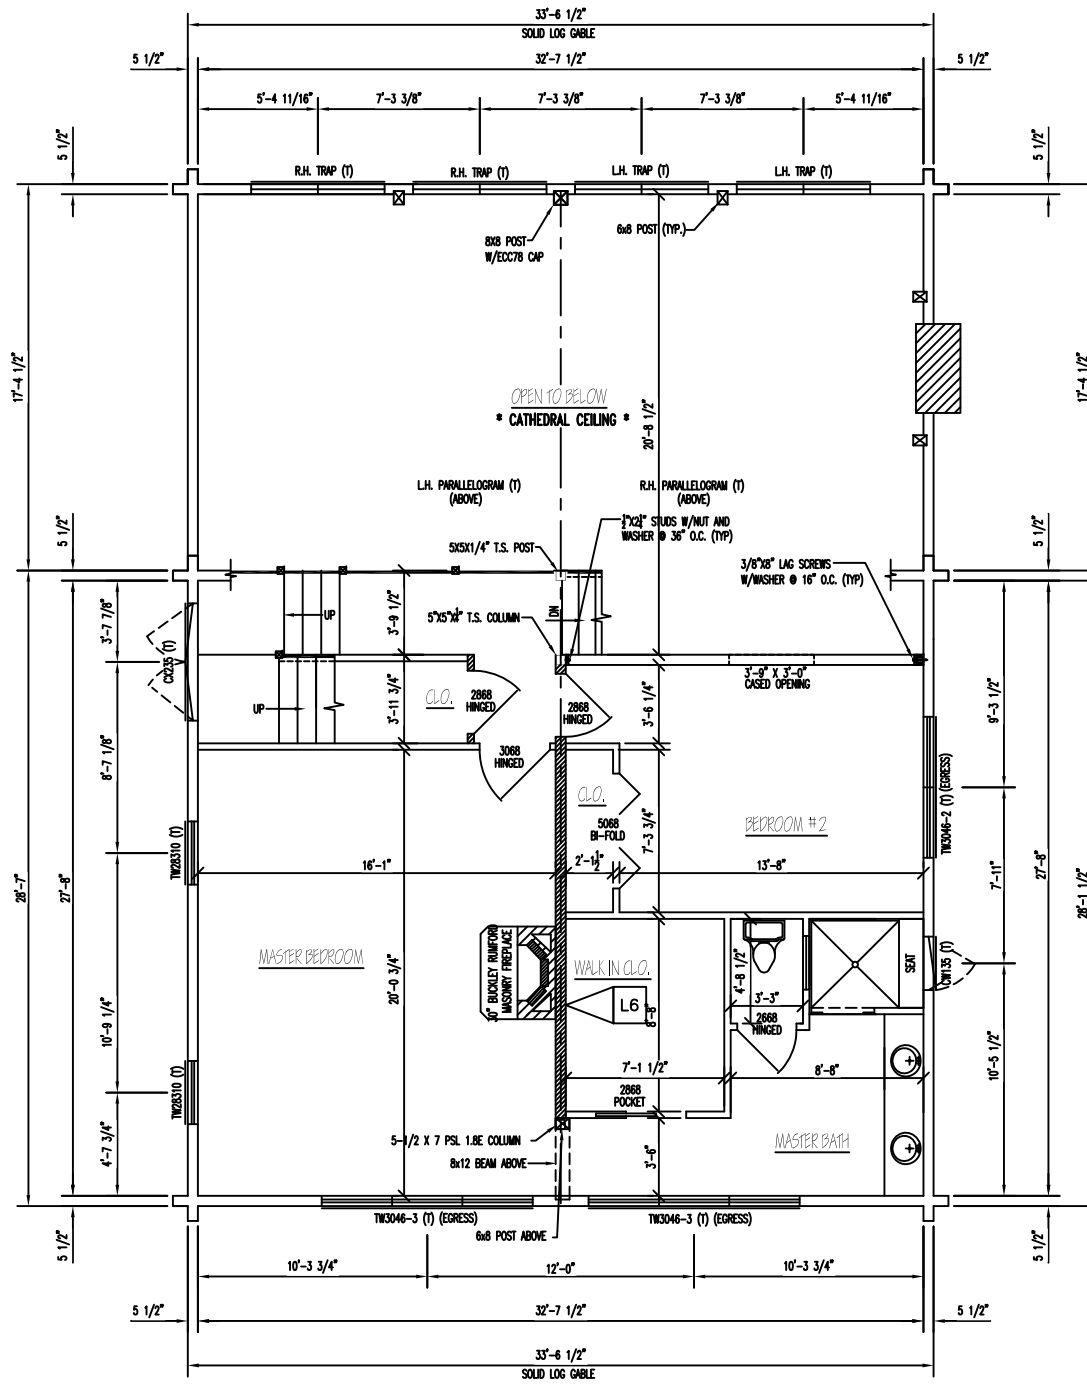 33'-6 1/2"
SOLID LOG GABLE
5 1/2"
32'-7 1/2"
5 1/2"
5'-4 11/16"
7'-3 3/8"
7'-3 3/8"
7'-3 3/8"
5'-4 11/16"
5 1/2"
5 1/2"
R.H. TRAP (T)
R.H. TRAP (T)
L.H. TRAP (T)
L.H. TRAP (T)
8X8 POST
W/ECC78 CAP
6x8 POST (TYP.)
17'-4 1/2"
17'-4 1/2"
OPEN TO BELOW
* CATHEDRAL CEILING *
20'-8 1/2"
L.H. PARALLELOGRAM (T)
(ABOVE)
R.H. PARALLELOGRAM (T)
(ABOVE)
1/2"X2 1/4" STUDS W/NUT AND
WASHER @ 36" O.C. (TYP)
5X5X1/4" T.S. POST
3/8"X8" LAG SCREWS
W/WASHER @ 16" O.C. (TYP)
5 1/2"
5 1/2"
3'-7 7/8"
UP
3'-9 1/2"
5"X5"X1/4" T.S. COLUMN
DN
CX235 (T)
3'-9" X 3'-0"
CASED OPENING
UP
3'-11 3/4"
CLO.
2868
HINGED
2868
HINGED
3'-6 1/4"
9'-3 1/2"
3068
HINGED
8'-7 1/8"
CLO.
5068
BI-FOLD
7'-3 3/4"
BEDROOM #2
TW3046-2 (T) (EGRESS)
TW28310 (T)
16'-1"
2'-1 1/2"
13'-8"
7'-11"
28'-7"
27'-8"
27'-8"
28'-1 1/2"
MASTER BEDROOM
20'-0 3/4"
30" BUCKLEY RUMFORD
MASONRY FIREPLACE
WALK IN CLO.
L6
8'-8"
4'-8 1/2"
3'-3"
2668
HINGED
SEAT
CW135 (T)
10'-9 1/4"
10'-5 1/2"
TW28310 (T)
7'-1 1/2"
8'-8"
2868
POCKET
4'-7 3/4"
5-1/2 X 7 PSL 1.8E COLUMN
8x12 BEAM ABOVE
3'-6"
MASTER BATH
TW3046-3 (T) (EGRESS)
TW3046-3 (T) (EGRESS)
6x8 POST ABOVE
5 1/2"
5 1/2"
10'-3 3/4"
12'-0"
10'-3 3/4"
5 1/2"
32'-7 1/2"
5 1/2"
33'-6 1/2"
SOLID LOG GABLE